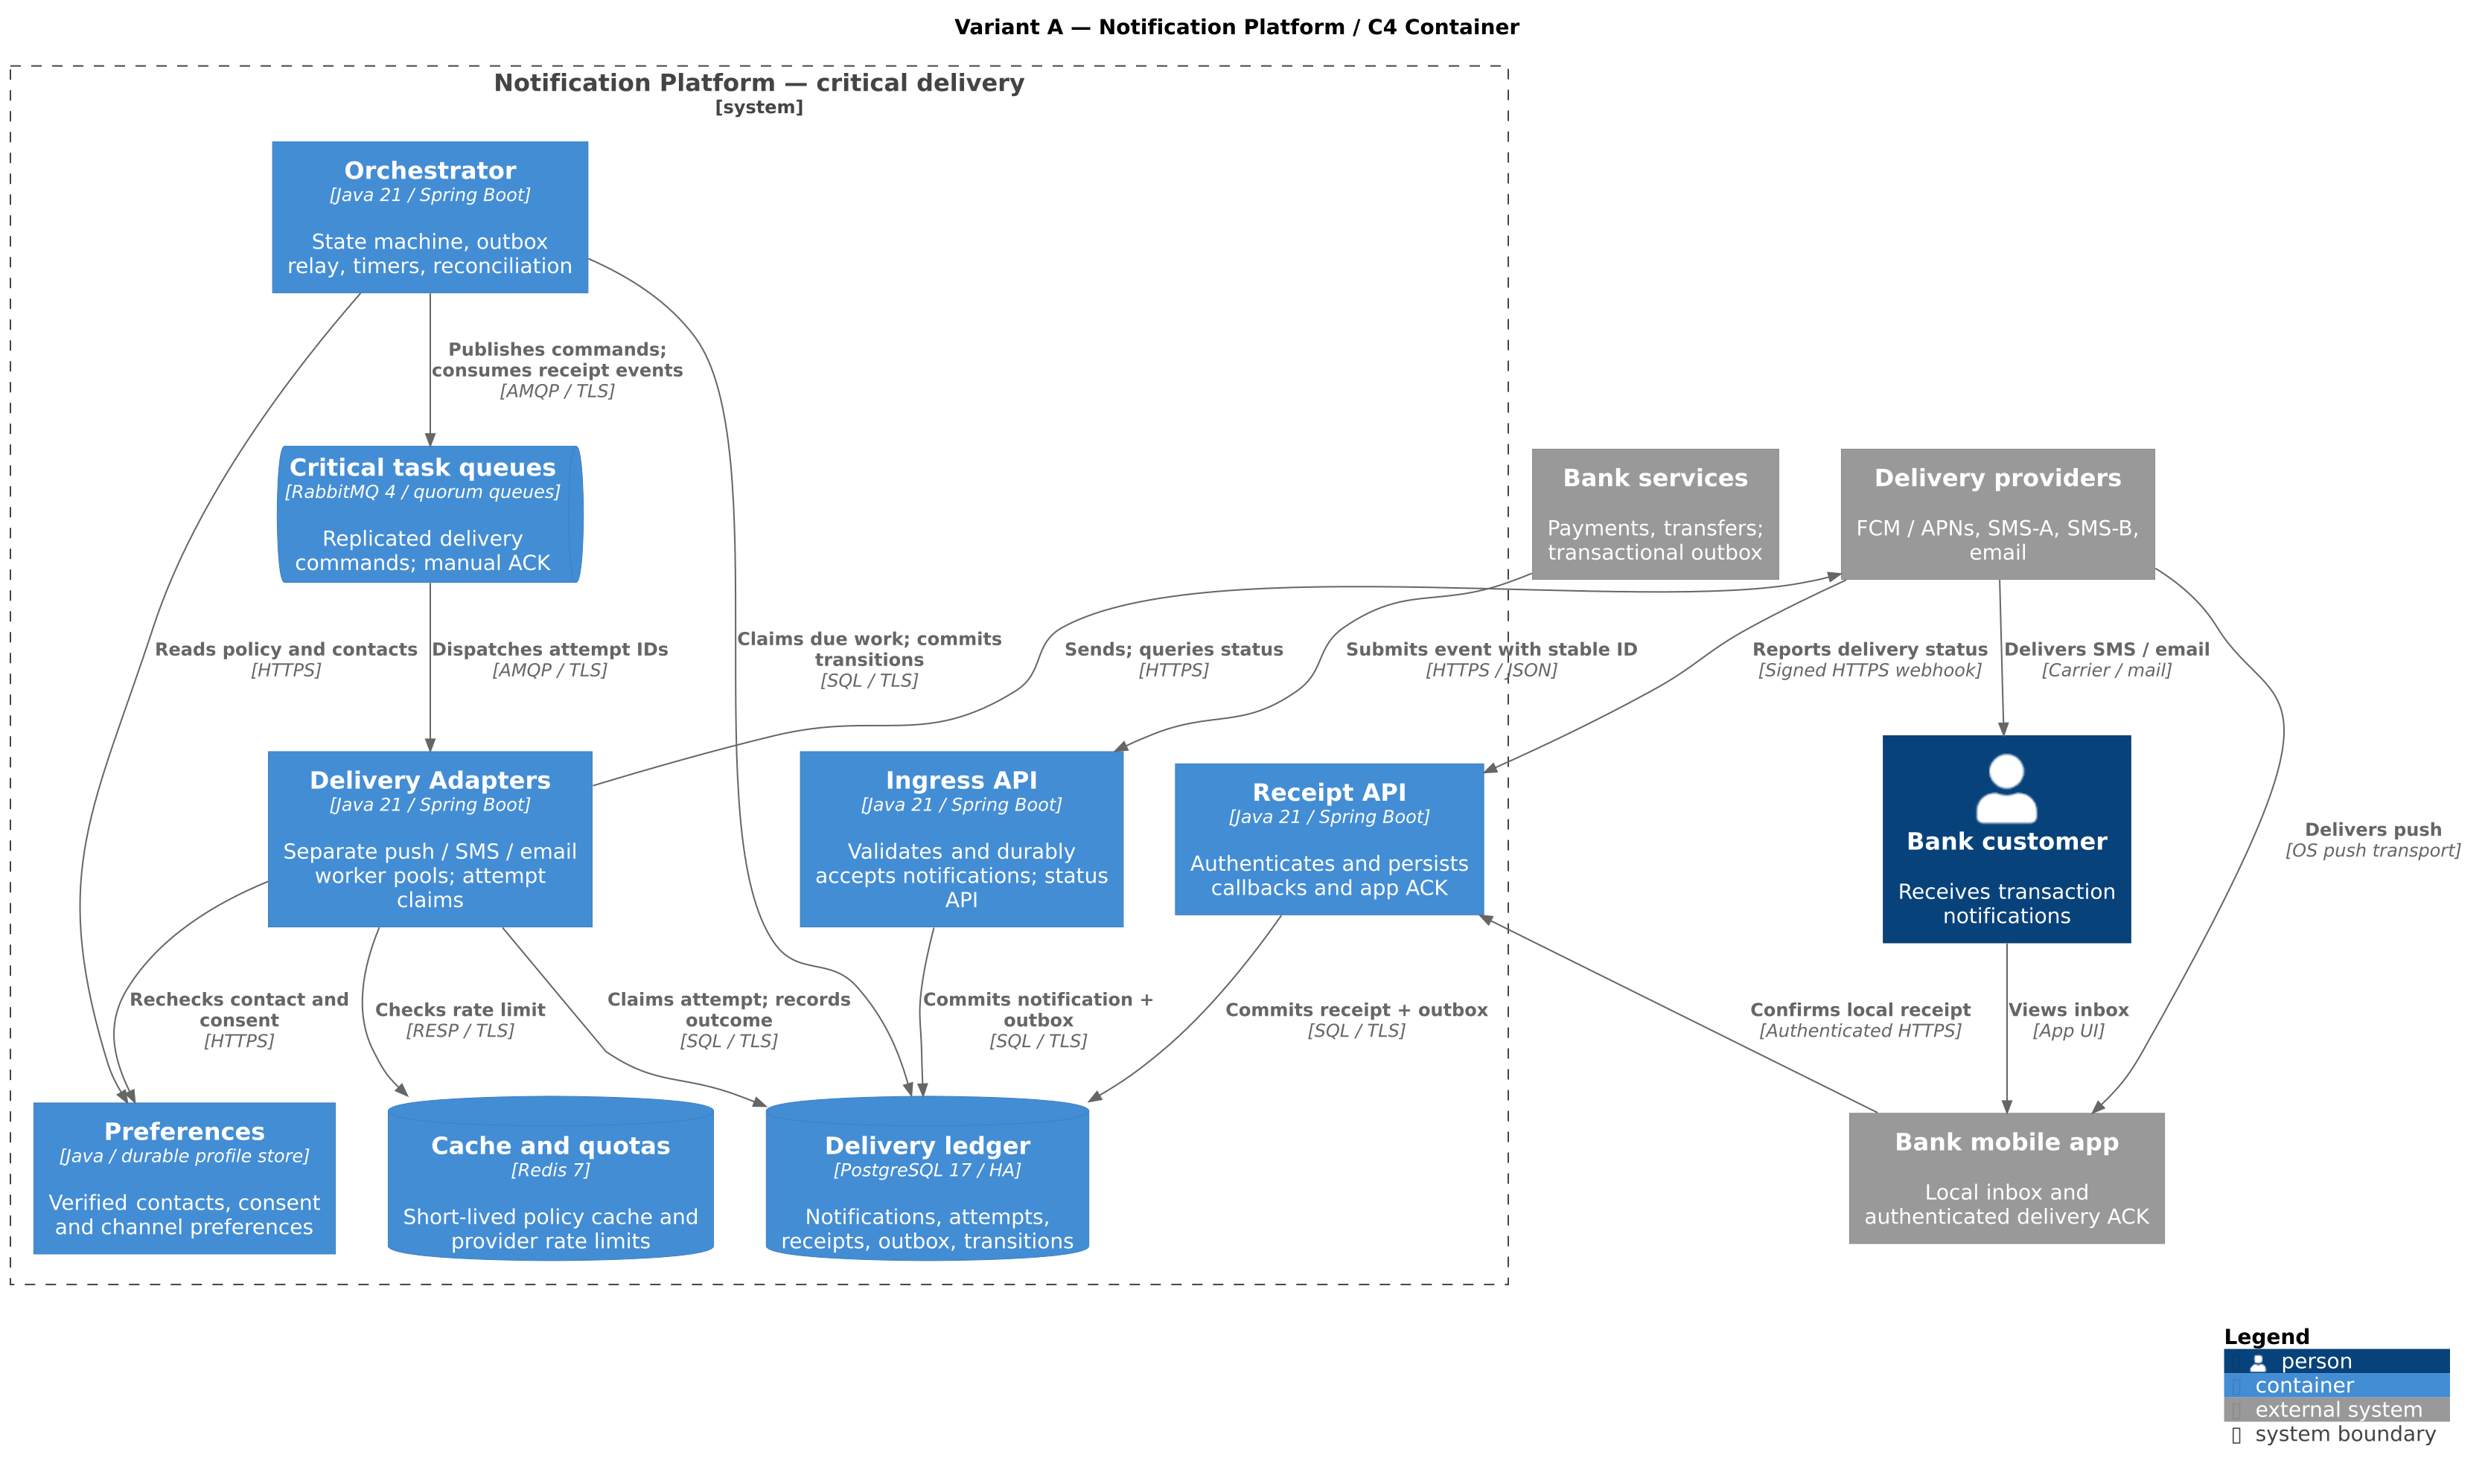 Variant A — Notification Platform / C4 Container
Notification Platform — critical delivery
[system]
Orchestrator
[Java 21 / Spring Boot]
State machine, outbox
relay, timers, reconciliation
Publishes commands;
consumes receipt events
[AMQP / TLS]
Critical task queues
[RabbitMQ 4 / quorum queues]
Replicated delivery
commands; manual ACK
Bank services
Payments, transfers;
transactional outbox
Delivery providers
FCM / APNs, SMS-A, SMS-B,
email
Reads policy and contacts
[HTTPS]
Dispatches attempt IDs
[AMQP / TLS]
Claims due work; commits
transitions
[SQL / TLS]
Sends; queries status
[HTTPS]
Submits event with stable ID
[HTTPS / JSON]
Reports delivery status
[Signed HTTPS webhook]
Delivers SMS / email
[Carrier / mail]
Delivery Adapters
[Java 21 / Spring Boot]
Separate push / SMS / email
worker pools; attempt
claims
Ingress API
[Java 21 / Spring Boot]
Validates and durably
accepts notifications; status
API
Receipt API
[Java 21 / Spring Boot]
Authenticates and persists
callbacks and app ACK
Bank customer
Receives transaction
notifications
Delivers push
[OS push transport]
Rechecks contact and
consent
[HTTPS]
Checks rate limit
[RESP / TLS]
Claims attempt; records
outcome
[SQL / TLS]
Commits notification +
outbox
[SQL / TLS]
Commits receipt + outbox
[SQL / TLS]
Confirms local receipt
[Authenticated HTTPS]
Views inbox
[App UI]
Preferences
[Java / durable profile store]
Verified contacts, consent
and channel preferences
Cache and quotas
[Redis 7]
Short-lived policy cache and
provider rate limits
Delivery ledger
[PostgreSQL 17 / HA]
Notifications, attempts,
receipts, outbox, transitions
Bank mobile app
Local inbox and
authenticated delivery ACK
Legend
person
container
external system
system boundary